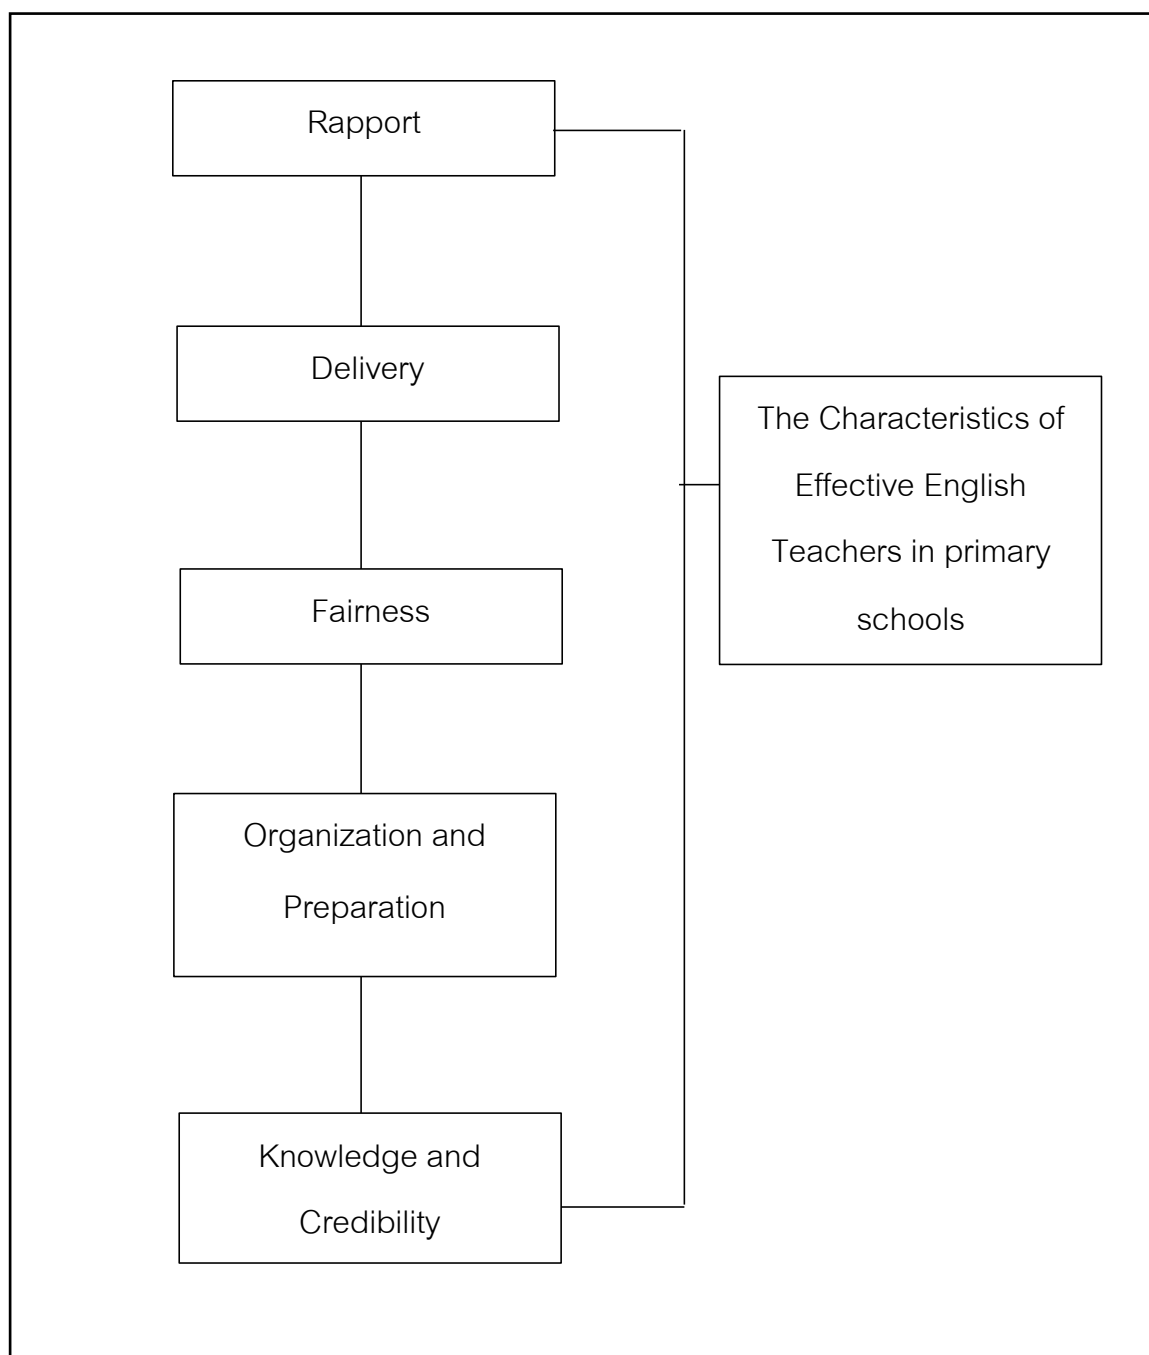 Rapport
Delivery
Fairness
Organization and
Preparation
Knowledge and
Credibility
The Characteristics of
Effective English
Teachers in primary
schools